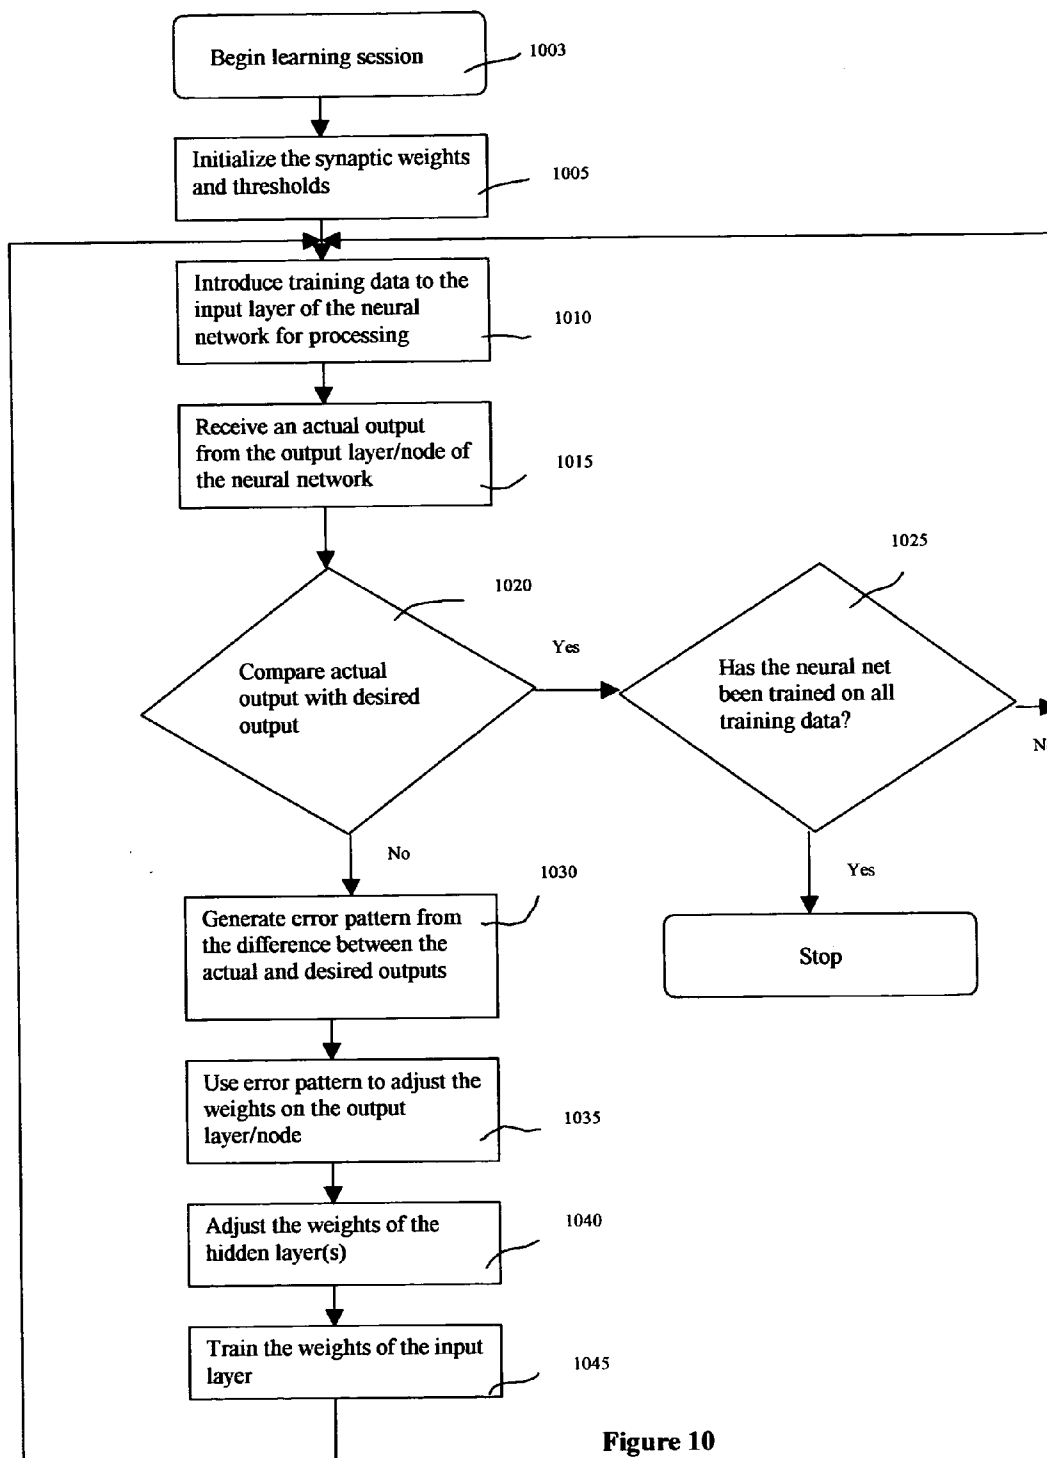 Begin learning session
1003
Initialize the synaptic weights
and thresholds
1005
Introduce training data to the
input layer of the neural
network for processing
1010
Receive an actual output
from the output layer/node of
the neural network
1015
1020
Compare actual
output with desired
output
Yes
1025
Has the neural net
been trained on all
training data?
N
No
Yes
Stop
1030
Generate error pattern from
the difference between the
actual and desired outputs
Use error pattern to adjust the
weights on the output
layer/node
1035
Adjust the weights of the
hidden layer(s)
1040
Train the weights of the input
layer
1045
Figure 10